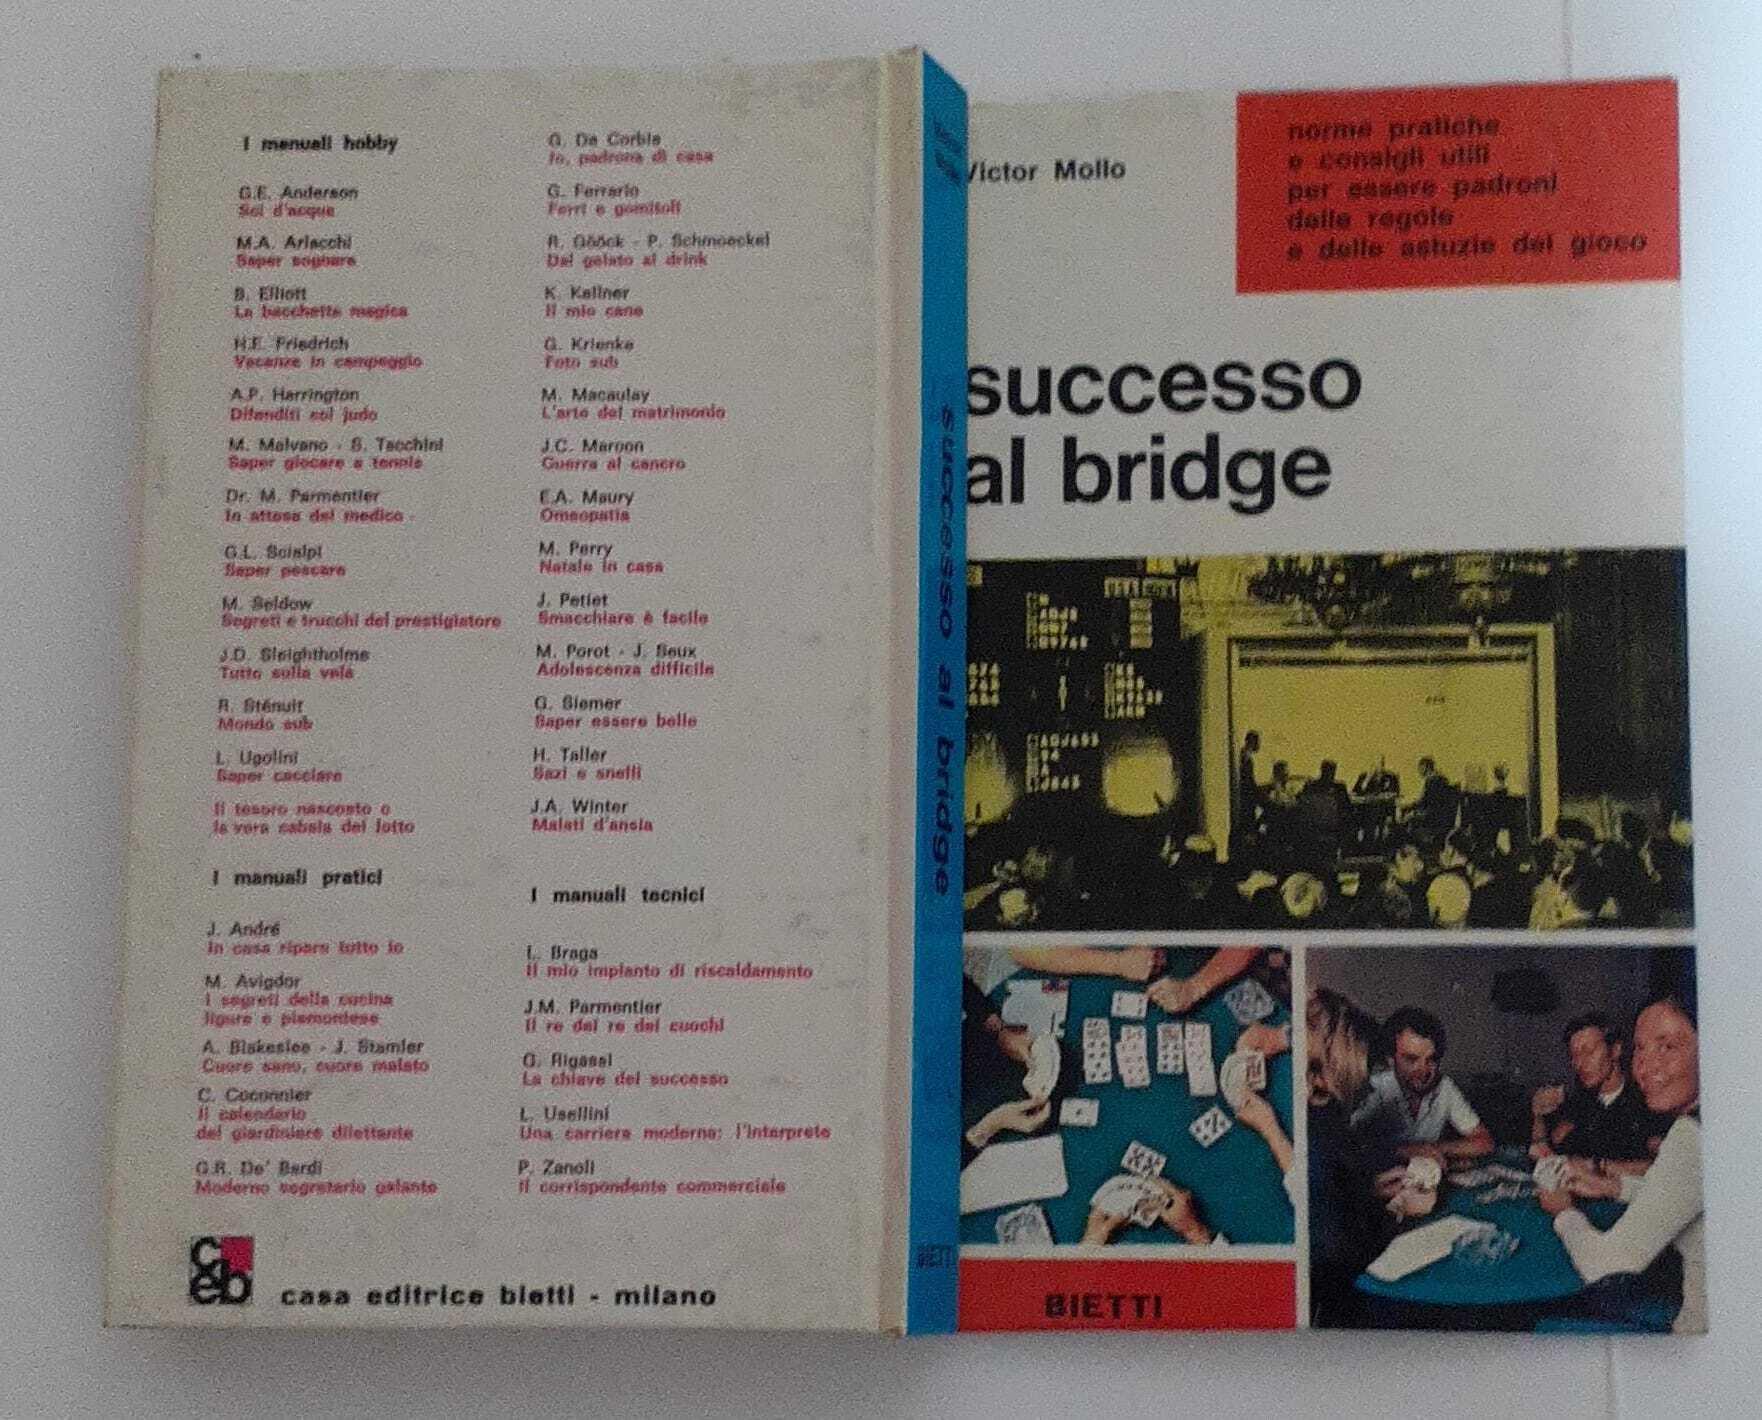 I manuali hobby
G.E. Anderson
Sci d'acqua
M.A. Arlacchi
Saper sognare
B. Elliott
La bacchetta magica
H.E. Friedrich
Vacanze in campeggio
A.P. Harrington
Difenditi col judo
M. Malvano - S. Tacchini
Saper giocare a tennis
Dr. M. Parmentier
In attesa del medico
G.L. Scialpi
Saper pescare
M. Seldow
Segreti e trucchi del prestigiatore
J.D. Sleightholme
Tutto sulla vela
R. Sténuit
Mondo sub
L. Ugolini
Saper cacciare
Il tesoro nascosto o
la vera cabala del lotto
I manuali pratici
J. André
In casa riparo tutto io
M. Avigdor
I segreti della cucina
ligure e piemontese
A. Blakeslee - J. Stamler
Cuore sano, cuore malato
C. Coconnier
Il calendario
del giardiniere dilettante
G.R. De' Bardi
Moderno segretario galante
G. De Corbie
Io, padrona di casa
G. Ferrario
Ferri e gomitoli
R. Gööck - P. Schmoeckel
Dal gelato al drink
K. Kellner
Il mio cane
G. Krienke
Foto sub
M. Macaulay
L'arte del matrimonio
J.C. Maroon
Guerra al cancro
E.A. Maury
Omeopatia
M. Perry
Natale in casa
J. Petiet
Smacchiare è facile
M. Porot - J. Seux
Adolescenza difficile
G. Siemer
Saper essere belle
H. Taller
Sazi e snelli
J.A. Winter
Malati d'ansia
I manuali tecnici
L. Braga
Il mio impianto di riscaldamento
J.M. Parmentier
Il re dei re dei cuochi
G. Rigassi
La chiave del successo
L. Usellini
Una carriera moderna: l'interprete
P. Zanoli
Il corrispondente commerciale
ceb
casa editrice bietti - milano
successo al bridge
BIETTI
Victor Mollo
norme pratiche
e consigli utili
per essere padroni
delle regole
e delle astuzie del gioco
successo
al bridge
BIETTI